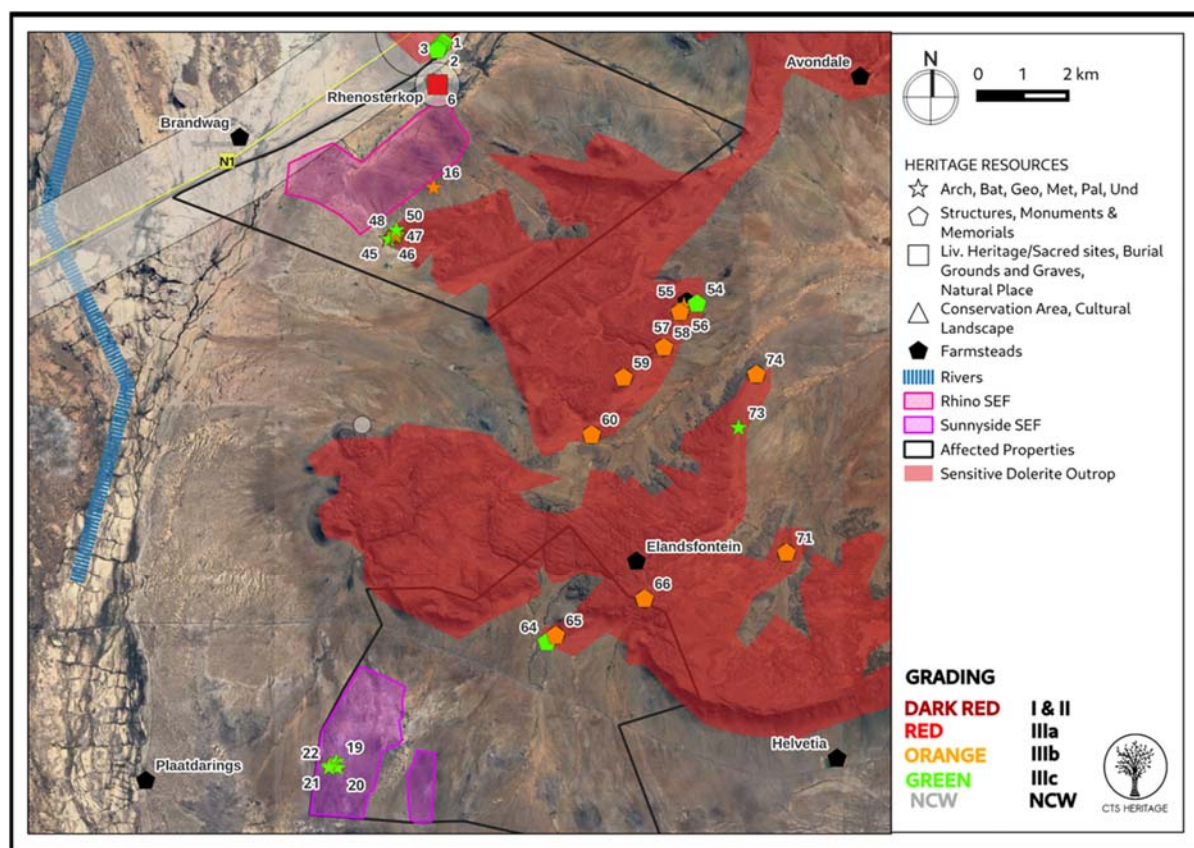 1
3
2
Avondale
Rhenosterkop
6
Brandwag
N1
16
48
50
47
45
46
55
54
57
58
56
59
74
60
73
71
Elandsfontein
66
64
65
22
19
21
20
Plaatdarings
Helvetia
N
0 1 2 km
HERITAGE RESOURCES
Arch, Bat, Geo, Met, Pal, Und
Structures, Monuments &
Memorials
Liv. Heritage/Sacred sites, Burial
Grounds and Graves,
Natural Place
Conservation Area, Cultural
Landscape
Farmsteads
Rivers
Rhino SEF
Sunnyside SEF
Affected Properties
Sensitive Dolerite Outrop
GRADING
DARK RED I & II
RED IIIa
ORANGE IIIb
GREEN IIIc
NCW NCW
CTS HERITAGE